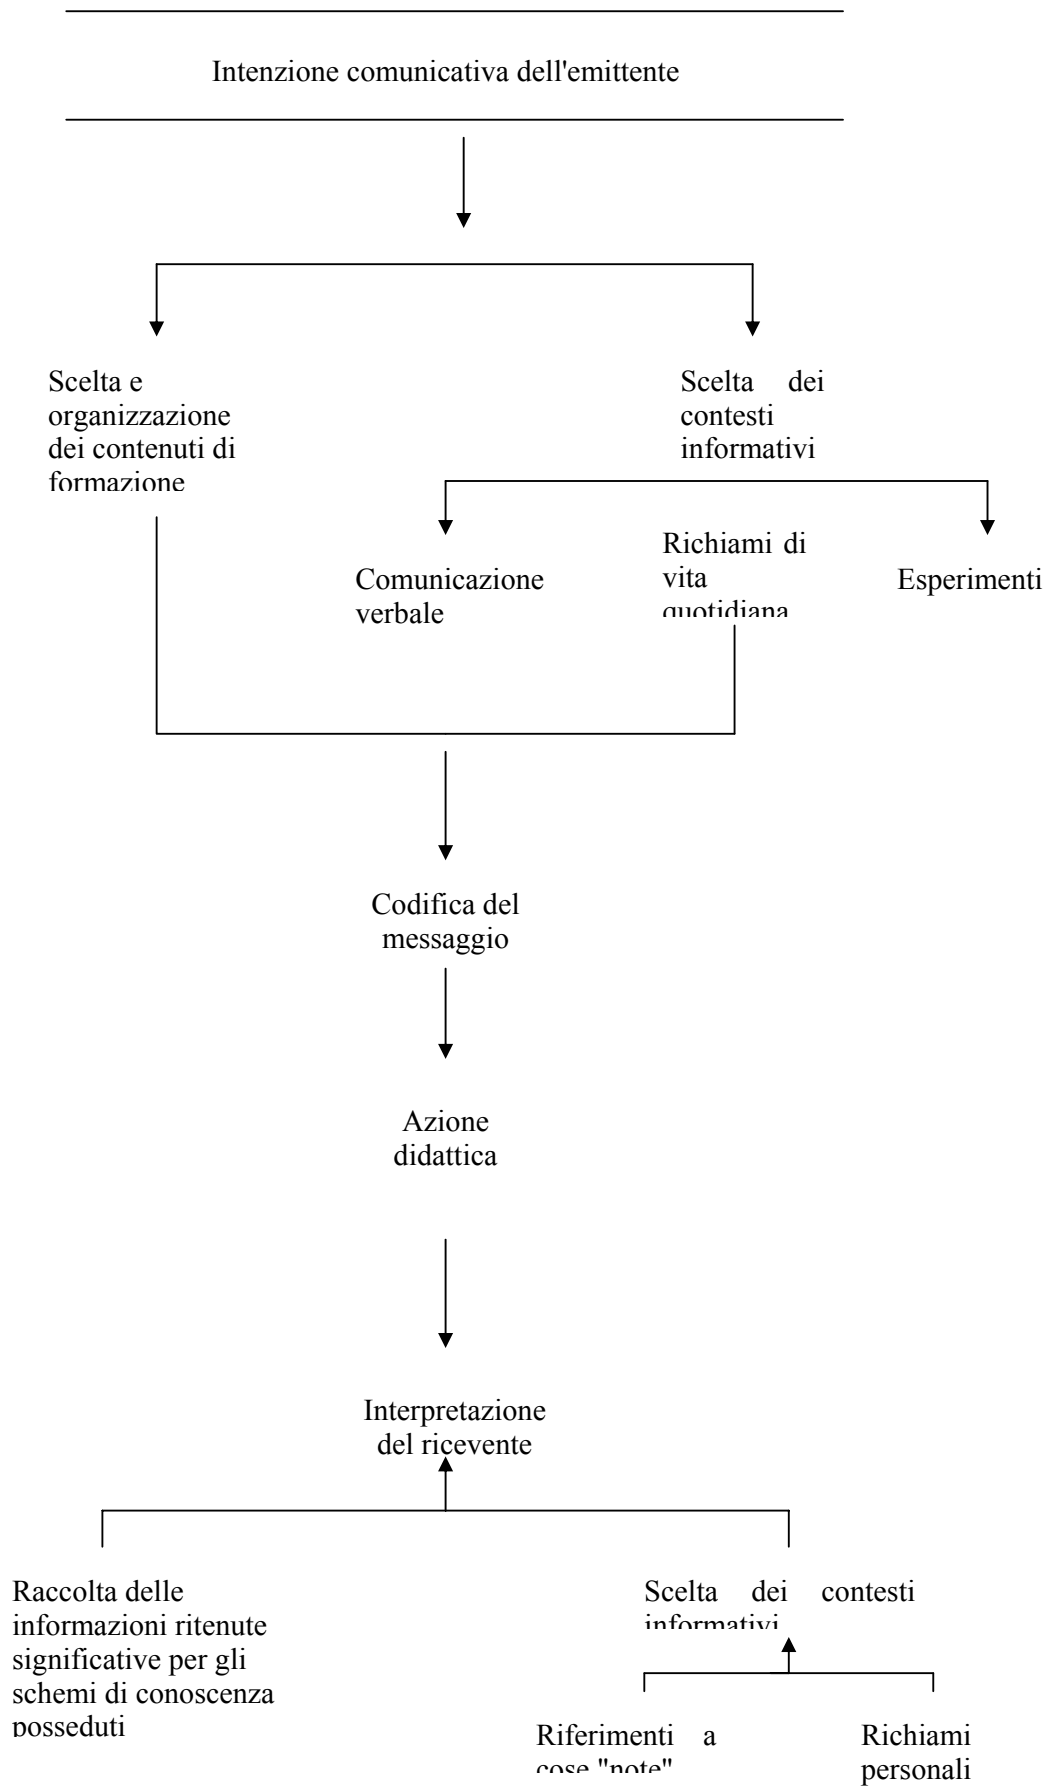 Intenzione comunicativa dell'emittente
Scelta e
organizzazione
dei contenuti di
formazione
Scelta dei
contesti
informativi
Comunicazione
verbale
Richiami di
vita
quotidiana
Esperimenti
Codifica del
messaggio
Azione
didattica
Interpretazione
del ricevente
Raccolta delle
informazioni ritenute
significative per gli
schemi di conoscenza
posseduti
Scelta dei contesti
informativi
Riferimenti a
cose "note"
Richiami
personali